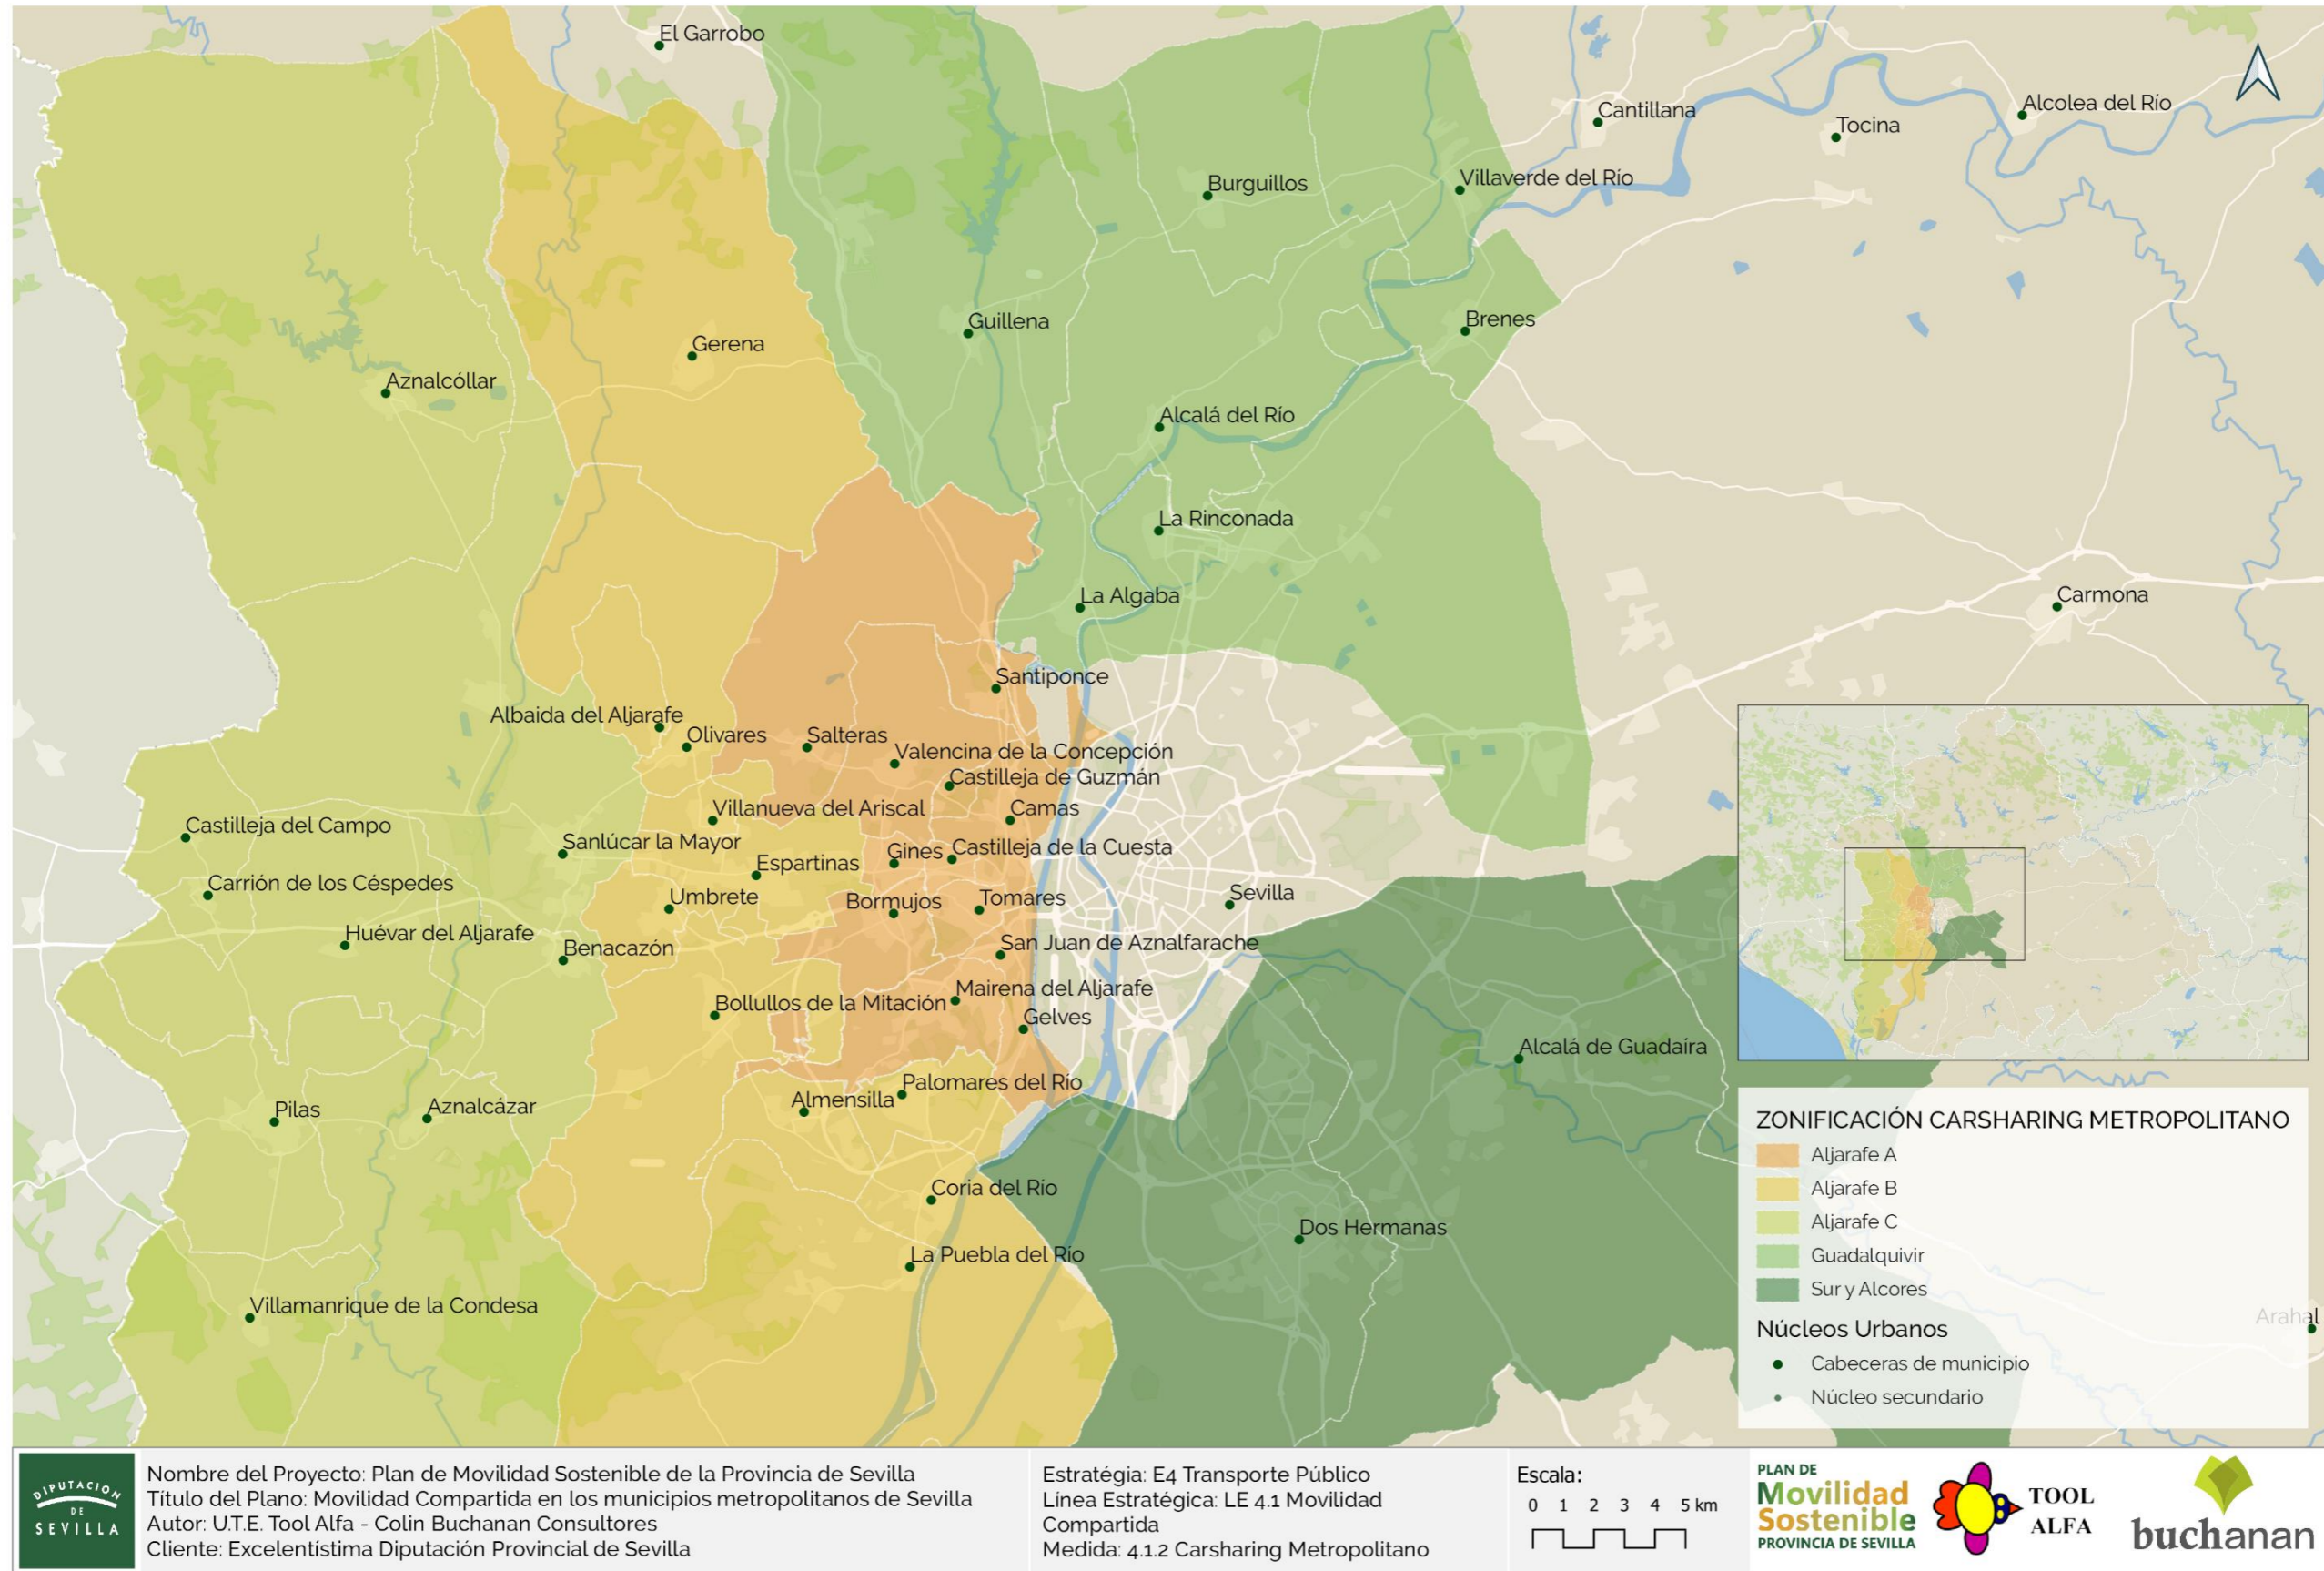 El Garrobo
Cantillana
Alcolea del Río
Tocina
Burguillos
Villaverde del Río
Guillena
Brenes
Gerena
Aznalcóllar
Alcalá del Río
La Rinconada
La Algaba
Carmona
Santiponce
Albaida del Aljarafe
Olivares
Salteras
Valencina de la Concepción
Castilleja de Guzmán
Villanueva del Ariscal
Camas
Castilleja del Campo
Sanlúcar la Mayor
Gines
Castilleja de la Cuesta
Espartinas
Carrión de los Céspedes
Umbrete
Bormujos
Tomares
Sevilla
Huévar del Aljarafe
Benacazón
San Juan de Aznalfarache
Mairena del Aljarafe
Bollullos de la Mitación
Gelves
Alcalá de Guadaíra
Palomares del Río
Almensilla
Pilas
Aznalcázar
Coria del Río
Dos Hermanas
La Puebla del Río
Villamanrique de la Condesa
Arahal
ZONIFICACIÓN CARSHARING METROPOLITANO
Aljarafe A
Aljarafe B
Aljarafe C
Guadalquivir
Sur y Alcores
Núcleos Urbanos
Cabeceras de municipio
Núcleo secundario
DIPUTACION
DE
SEVILLA
Nombre del Proyecto: Plan de Movilidad Sostenible de la Provincia de Sevilla
Título del Plano: Movilidad Compartida en los municipios metropolitanos de Sevilla
Autor: U.T.E. Tool Alfa - Colin Buchanan Consultores
Cliente: Excelentístima Diputación Provincial de Sevilla
Estratégia: E4 Transporte Público
Línea Estratégica: LE 4.1 Movilidad
Compartida
Medida: 4.1.2 Carsharing Metropolitano
Escala:
0 1 2 3 4 5 km
PLAN DE
Movilidad
Sostenible
PROVINCIA DE SEVILLA
TOOL
ALFA
buchanan